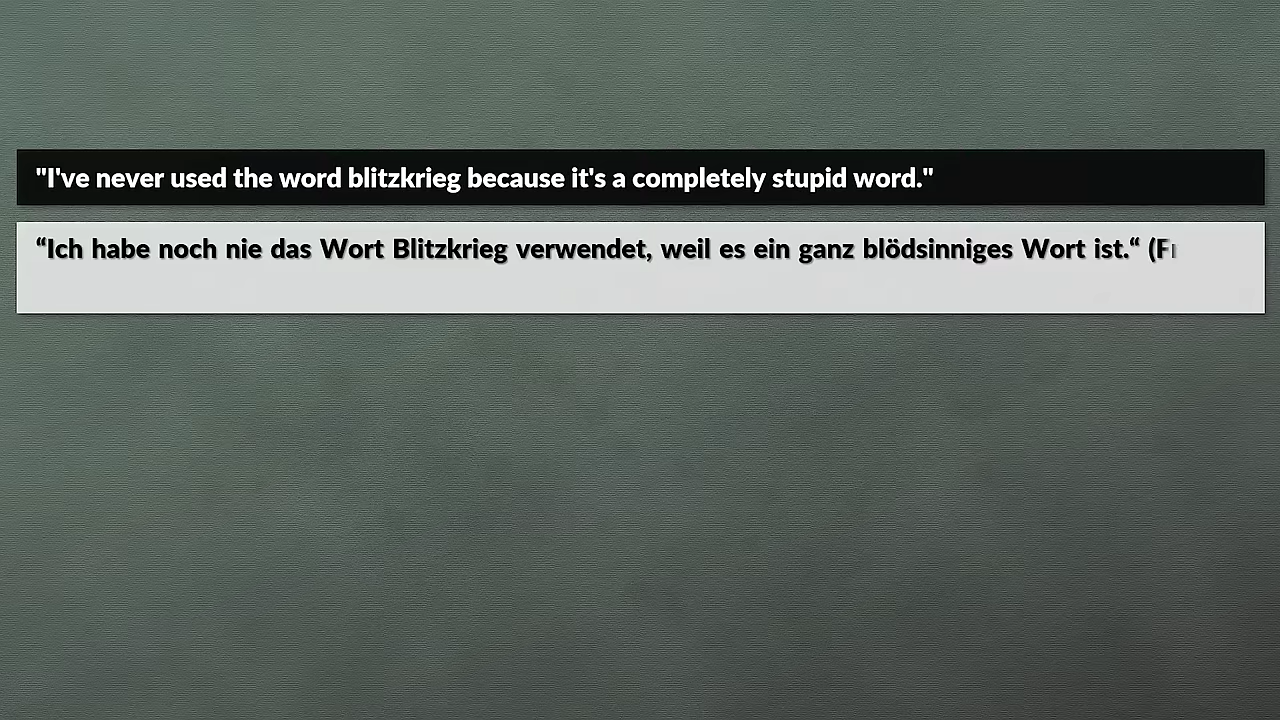 "I've never used the word blitzkrieg because it's a completely stupid word."
“Ich habe noch nie das Wort Blitzkrieg verwendet, weil es ein ganz blödsinniges Wort ist.“